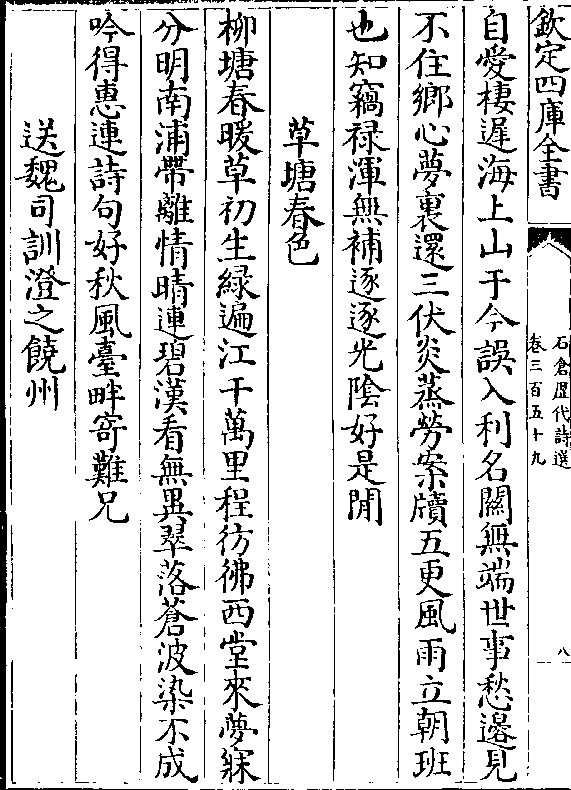 欽定四庫全書
石倉歷代詩選
卷三百五十九
八
自愛棲遲海上山于今誤入利名關無端世事愁邊見
不住鄉心夢裏還三伏炎蒸勞案牘五更風雨立朝班
也知竊禄渾無補逐逐光陰好是閒
草塘春色
柳塘春暖草初生緑遍江干萬里程彷彿西堂來夢寐
分明南浦帶離情晴連碧漢看無異翠落蒼波染不成
吟得惠連詩句好秋風臺畔寄難兄
送魏司訓澄之饒州